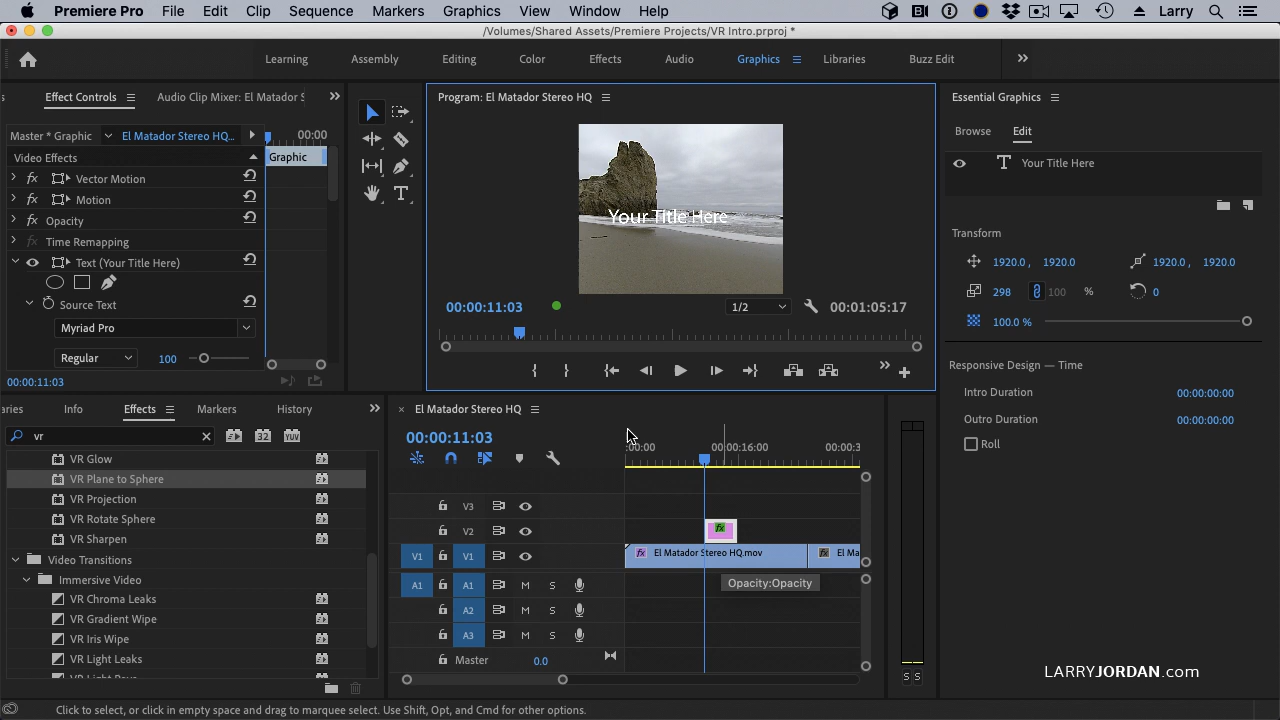 Premiere Pro File Edit Clip Sequence Markers Graphics View Window Help Larry
/Volumes/Shared Assets/Premiere Projects/VR Intro.prproj *
Learning Assembly Editing Color Effects Audio Graphics Libraries Buzz Edit
Effect Controls Audio Clip Mixer: El Matador S
Program: El Matador Stereo HQ
Essential Graphics
Master * Graphic El Matador Stereo HQ... 00:00
Browse Edit
Video Effects Graphic
Your Title Here
fx Vector Motion
fx Motion
fx Opacity
fx Time Remapping
Text (Your Title Here)
Source Text
Myriad Pro
Regular 100
00:00:11:03
Your Title Here
00:00:11:03 1/2 00:01:05:17
Transform
1920.0 , 1920.0 1920.0 , 1920.0
298 100 % 0
100.0 %
Responsive Design — Time
Intro Duration 00:00:00:00
Outro Duration 00:00:00:00
Roll
aries Info Effects Markers History
vr 32 YUV
VR Glow
VR Plane to Sphere
VR Projection
VR Rotate Sphere
VR Sharpen
Video Transitions
Immersive Video
VR Chroma Leaks
VR Gradient Wipe
VR Iris Wipe
VR Light Leaks
× El Matador Stereo HQ
00:00:11:03
:00:00 00:00:16:00 00:00:3
V3
V2 fx
V1 V1 fx El Matador Stereo HQ.mov fx El Ma
A1 A1 M S Opacity:Opacity
A2 M S
A3 M S
Master 0.0
S S
LARRYJORDAN.com
Click to select, or click in empty space and drag to marquee select. Use Shift, Opt, and Cmd for other options.